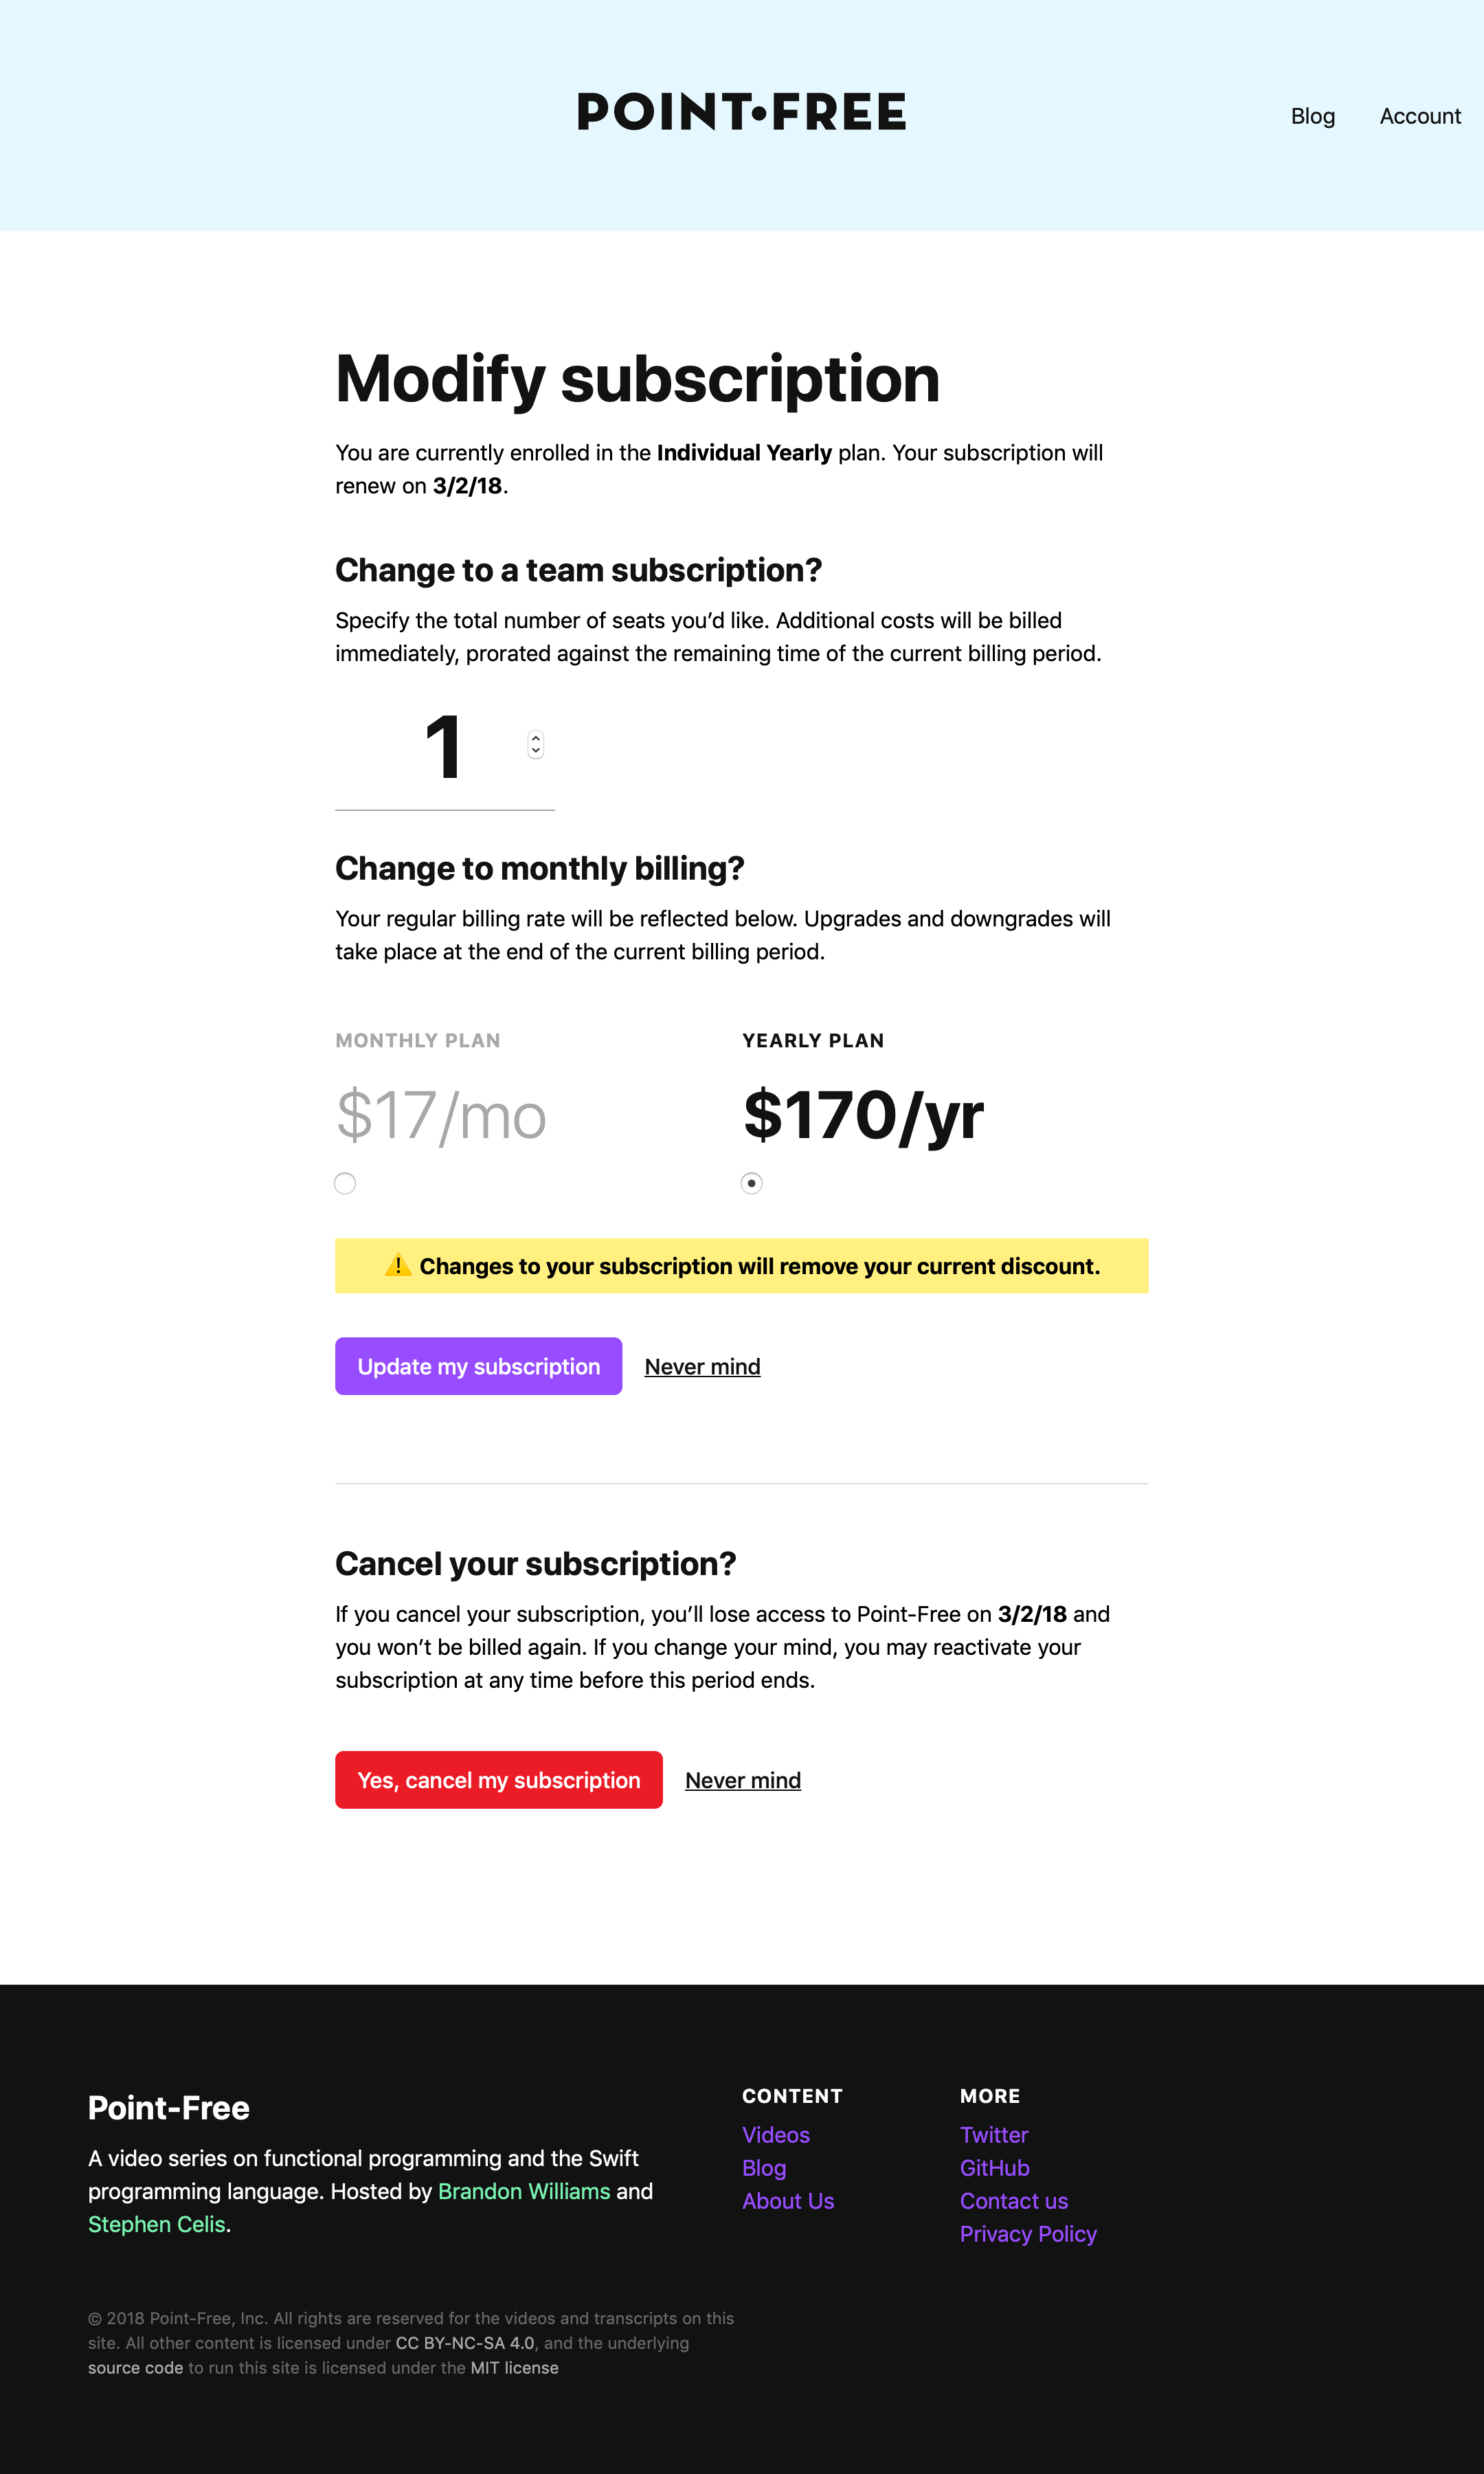 POINT•FREE
Blog Account
Modify subscription
You are currently enrolled in the Individual Yearly plan. Your subscription will
renew on 3/2/18.
Change to a team subscription?
Specify the total number of seats you’d like. Additional costs will be billed
immediately, prorated against the remaining time of the current billing period.
1
Change to monthly billing?
Your regular billing rate will be reflected below. Upgrades and downgrades will
take place at the end of the current billing period.
MONTHLY PLAN
$17/mo
YEARLY PLAN
$170/yr
⚠️ Changes to your subscription will remove your current discount.
Update my subscription Never mind
Cancel your subscription?
If you cancel your subscription, you’ll lose access to Point-Free on 3/2/18 and
you won’t be billed again. If you change your mind, you may reactivate your
subscription at any time before this period ends.
Yes, cancel my subscription Never mind
Point-Free
A video series on functional programming and the Swift
programming language. Hosted by Brandon Williams and
Stephen Celis.
CONTENT
Videos
Blog
About Us
MORE
Twitter
GitHub
Contact us
Privacy Policy
© 2018 Point-Free, Inc. All rights are reserved for the videos and transcripts on this
site. All other content is licensed under CC BY-NC-SA 4.0, and the underlying
source code to run this site is licensed under the MIT license